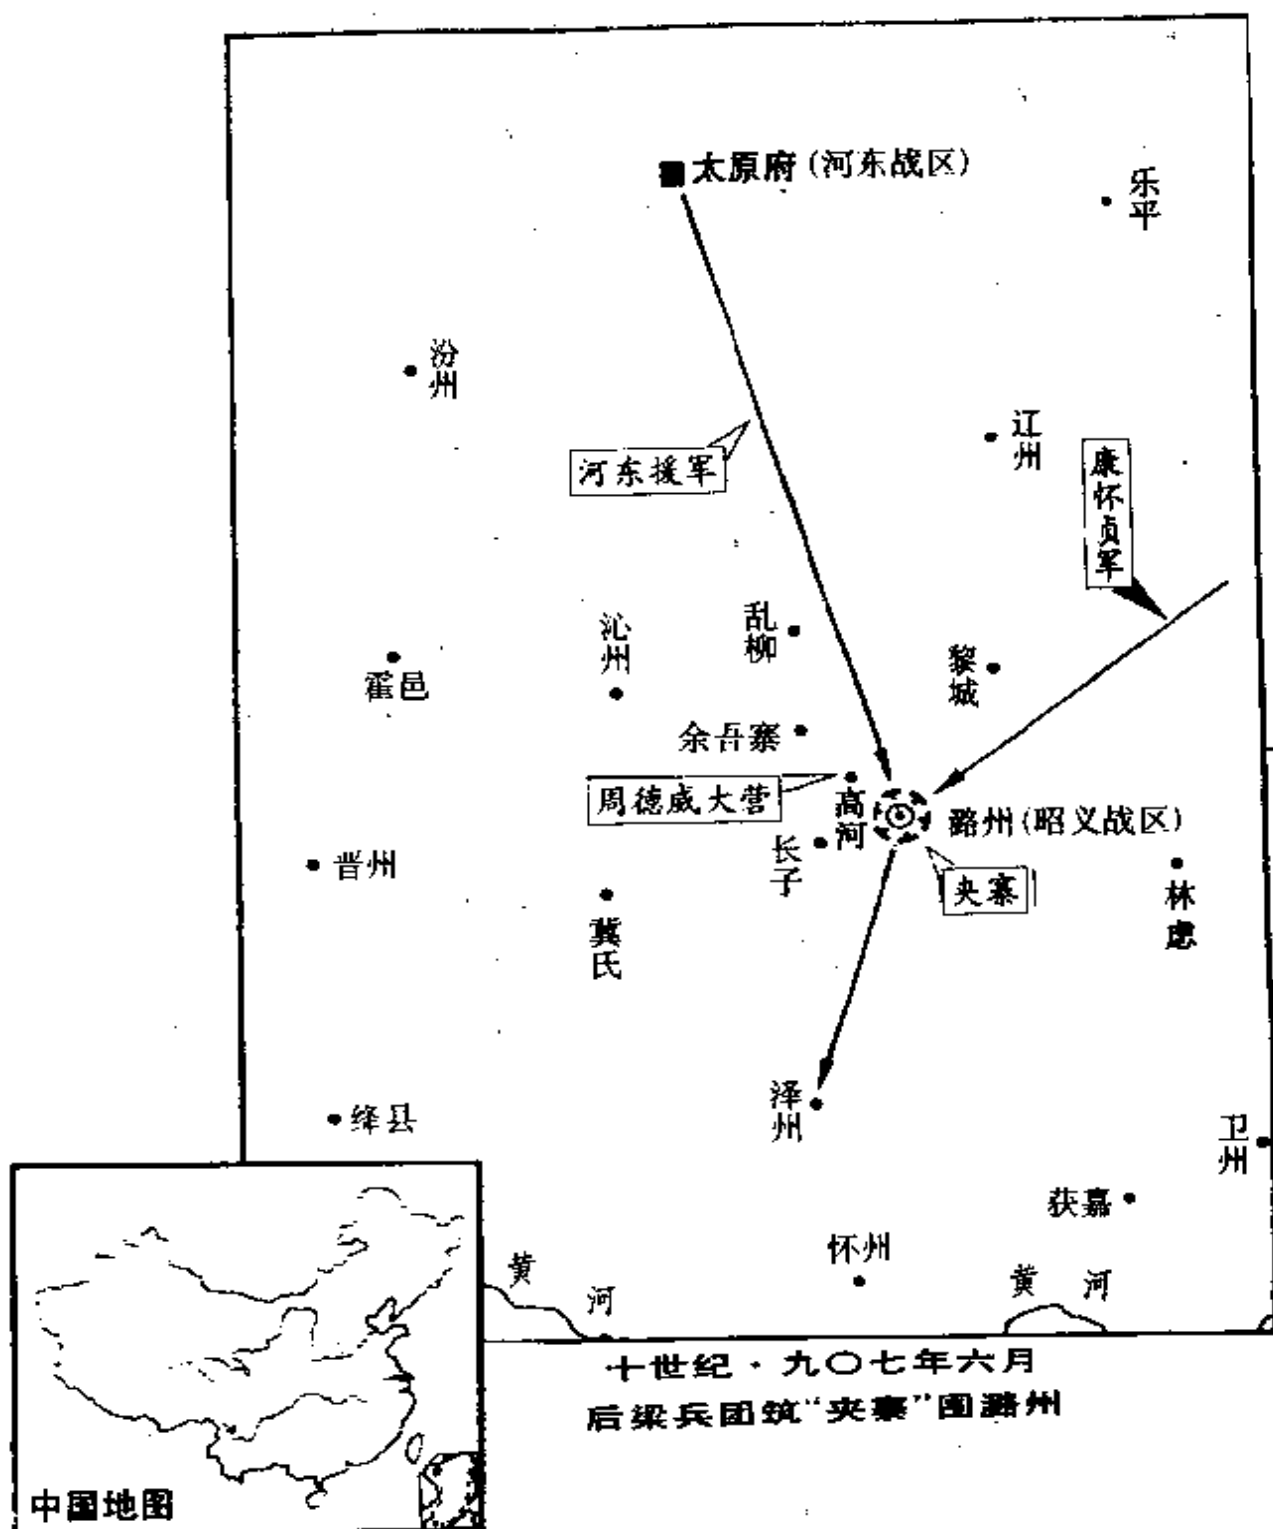 太原府(河东战区)
乐平
汾州
辽州
河东援军
康怀贞军
乱柳
沁州
黎城
霍邑
余吾寨
周德威大营
高河
潞州(昭义战区)
长子
晋州
夹寨
林虑
冀氏
泽州
绛县
卫州
获嘉
怀州
黄河
黄河
中国地图
十世纪·九〇七年六月
后梁兵团筑“夹寨”围潞州